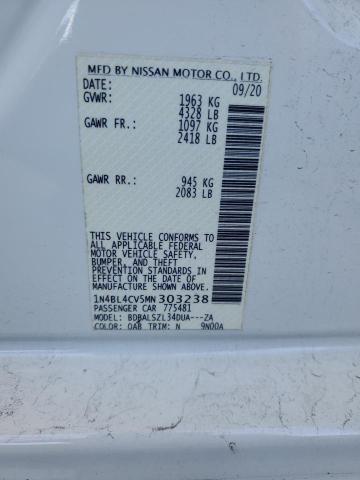 MFD BY NISSAN MOTOR CO., LTD.
DATE: 09/20
GVWR: 1963 KG
4328 LB
GAWR FR.: 1097 KG
2418 LB
GAWR RR.: 945 KG
2083 LB
THIS VEHICLE CONFORMS TO
ALL APPLICABLE FEDERAL
MOTOR VEHICLE SAFETY,
BUMPER, AND THEFT
PREVENTION STANDARDS
IN EFFECT ON THE DATE OF
MANUFACTURE SHOWN ABOVE.
1N4BL4CV5MN303238
PASSENGER CAR 775481
MODEL: BDBALSZL34DUA---ZA
COLOR: QAB TRIM: N 9N00A